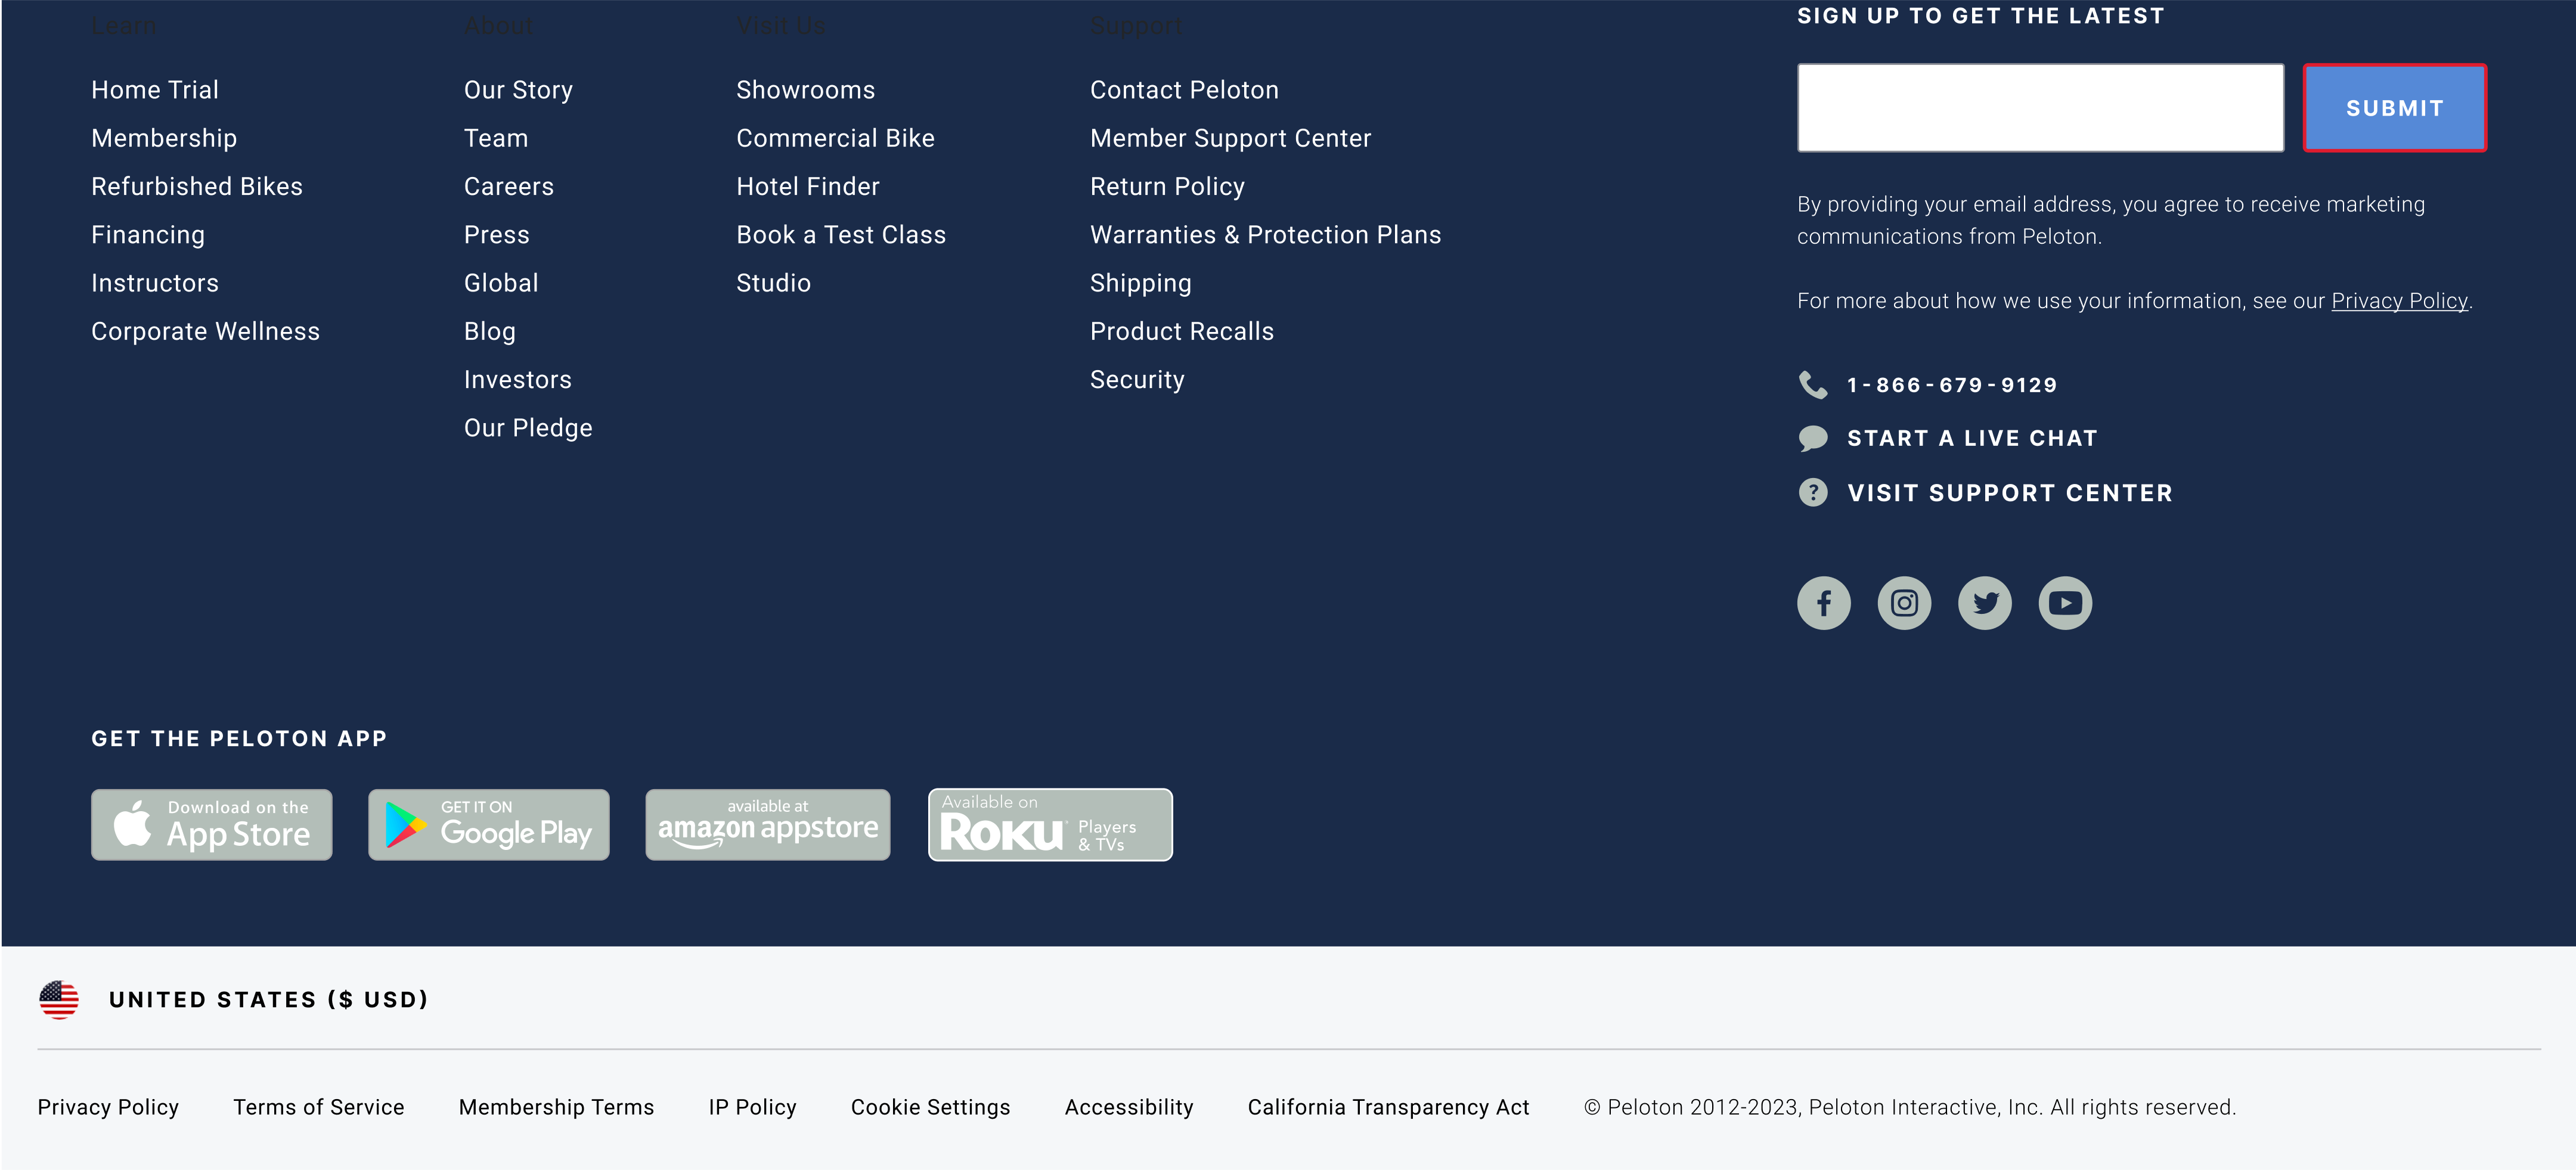 Learn
Home Trial
Membership
Refurbished Bikes
Financing
Instructors
Corporate Wellness
About
Our Story
Team
Careers
Press
Global
Blog
Investors
Our Pledge
Visit Us
Showrooms
Commercial Bike
Hotel Finder
Book a Test Class
Studio
Support
Contact Peloton
Member Support Center
Return Policy
Warranties & Protection Plans
Shipping
Product Recalls
Security
SIGN UP TO GET THE LATEST
SUBMIT
By providing your email address, you agree to receive marketing
communications from Peloton.
For more about how we use your information, see our Privacy Policy.
1-866-679-9129
START A LIVE CHAT
? VISIT SUPPORT CENTER
GET THE PELOTON APP
Download on the
App Store
GET IT ON
Google Play
available at
amazon appstore
Available on
ROKU
Players
& TVs
UNITED STATES ($ USD)
Privacy Policy Terms of Service Membership Terms IP Policy Cookie Settings Accessibility California Transparency Act © Peloton 2012-2023, Peloton Interactive, Inc. All rights reserved.